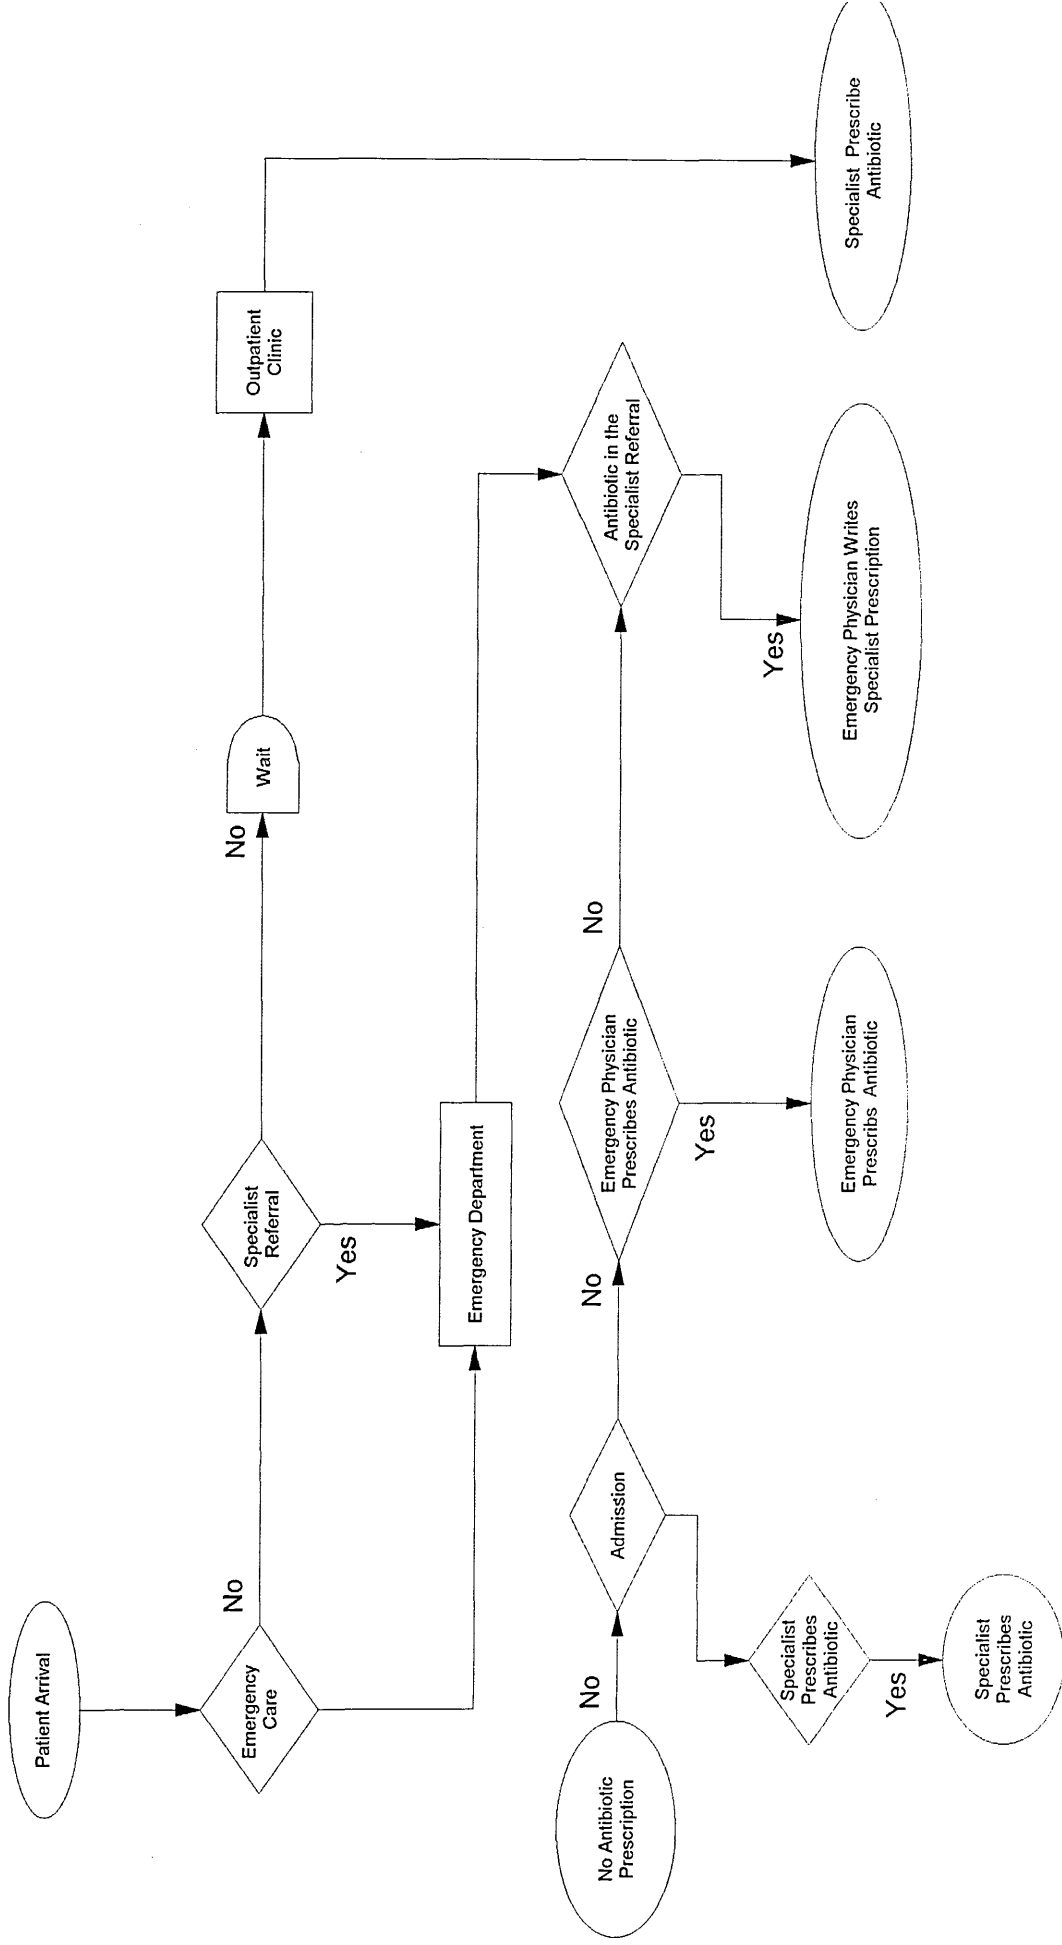 Patient Arrival
Emergency
Care
No
Specialist
Referral
Yes
No
Wait
Outpatient
Clinic
Specialist Prescribe
Antibiotic
Emergency Department
No Antibiotic
Prescription
No
Admission
No
Emergency Physician
Prescribes Antibiotic
No
Antibiotic in the
Specialist Referral
Yes
Emergency Physician Writes
Specialist Prescription
Yes
Emergency Physician
Prescribs Antibiotic
Specialist
Prescribes
Antibiotic
Yes
Specialist
Prescribes
Antibiotic